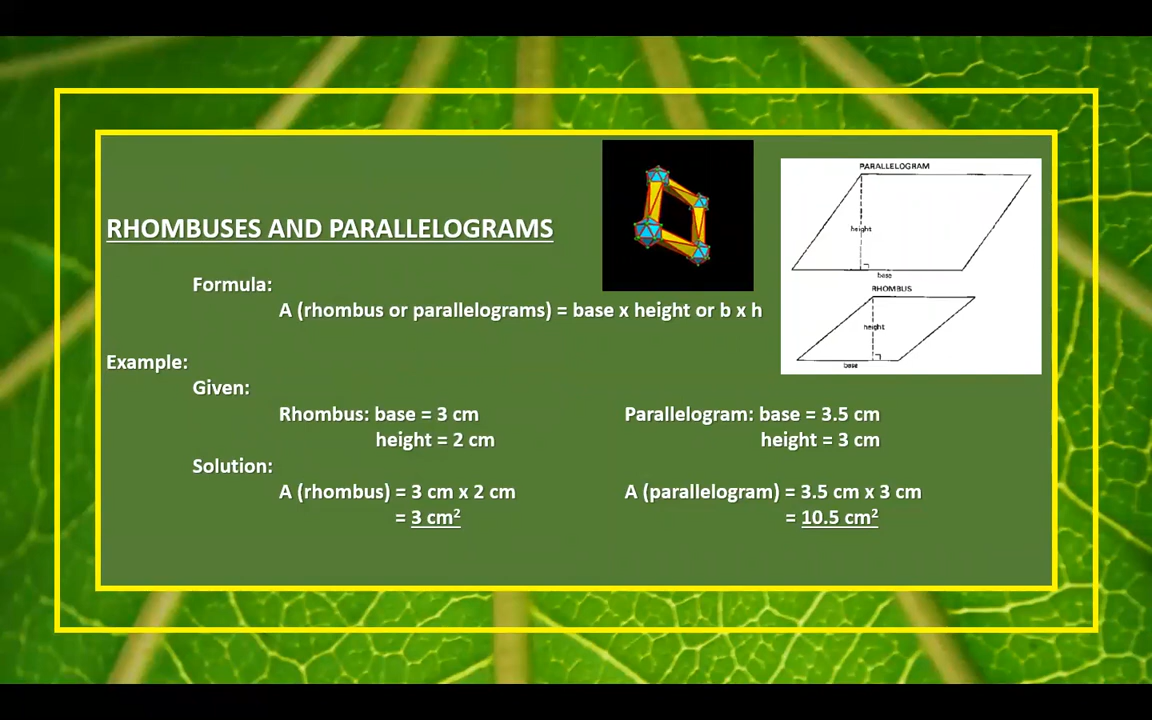 RHOMBUSES AND PARALLELOGRAMS
Formula:
A (rhombus or parallelograms) = base x height or b x h
PARALLELOGRAM
height
base
RHOMBUS
height
base
Example:
Given:
Rhombus: base = 3 cm
height = 2 cm
Parallelogram: base = 3.5 cm
height = 3 cm
Solution:
A (rhombus) = 3 cm x 2 cm
= 3 cm²
A (parallelogram) = 3.5 cm x 3 cm
= 10.5 cm²